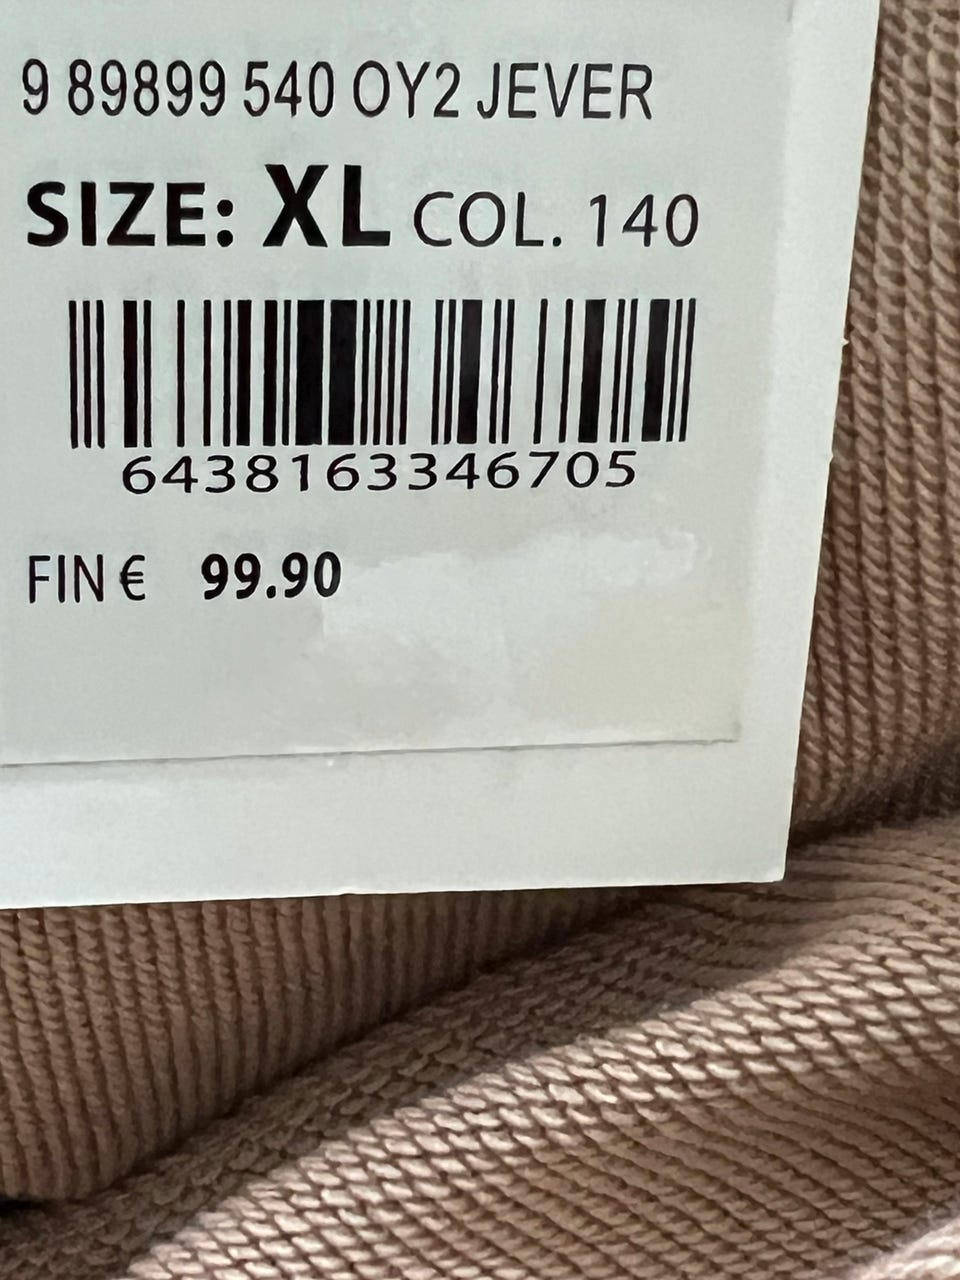 9 89899 540 OY2 JEVER
SIZE: XL COL. 140
6438163346705
FIN € 99.90